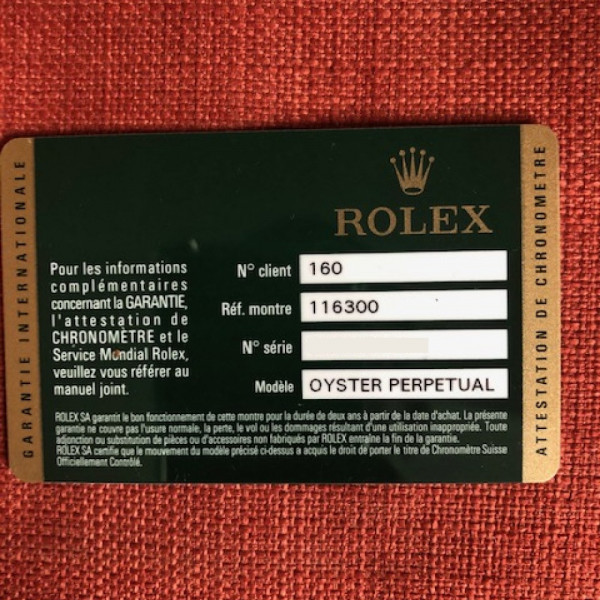 GARANTIE INTERNATIONALE
ROLEX
Pour les informations
complémentaires
concernant la GARANTIE,
l'attestation de
CHRONOMÈTRE et le
Service Mondial Rolex,
veuillez vous référer au
manuel joint.
N° client 160
Réf. montre 116300
N° série
Modèle OYSTER PERPETUAL
ROLEX SA garantit le bon fonctionnement de cette montre pour la durée de deux ans à partir de la date d'achat. La présente
garantie ne couvre pas l'usure normale, la perte, le vol ou les dommages résultant d'une utilisation inappropriée. Toute
adjonction ou substitution de pièces ou d'accessoires non fabriqués par ROLEX entraîne la fin de la garantie.
ROLEX SA certifie que le mouvement du modèle précisé ci-dessus a acquis le droit de porter le titre de Chronomètre Suisse
Officiellement Contrôlé.
ATTESTATION DE CHRONOMETRE